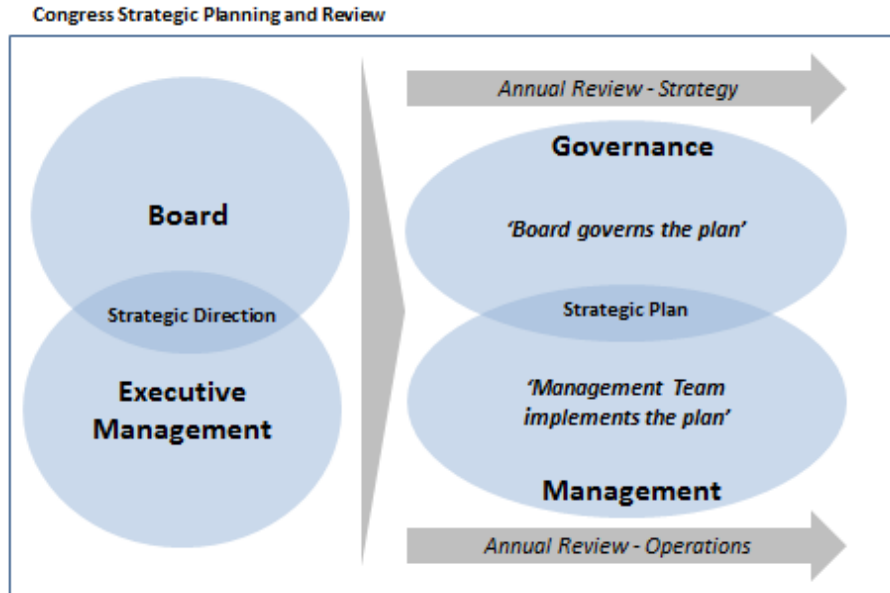 Congress Strategic Planning and Review
Board
Strategic Direction
Executive
Management
Annual Review - Strategy
Governance
‘Board governs the plan’
Strategic Plan
‘Management Team
implements the plan’
Management
Annual Review - Operations